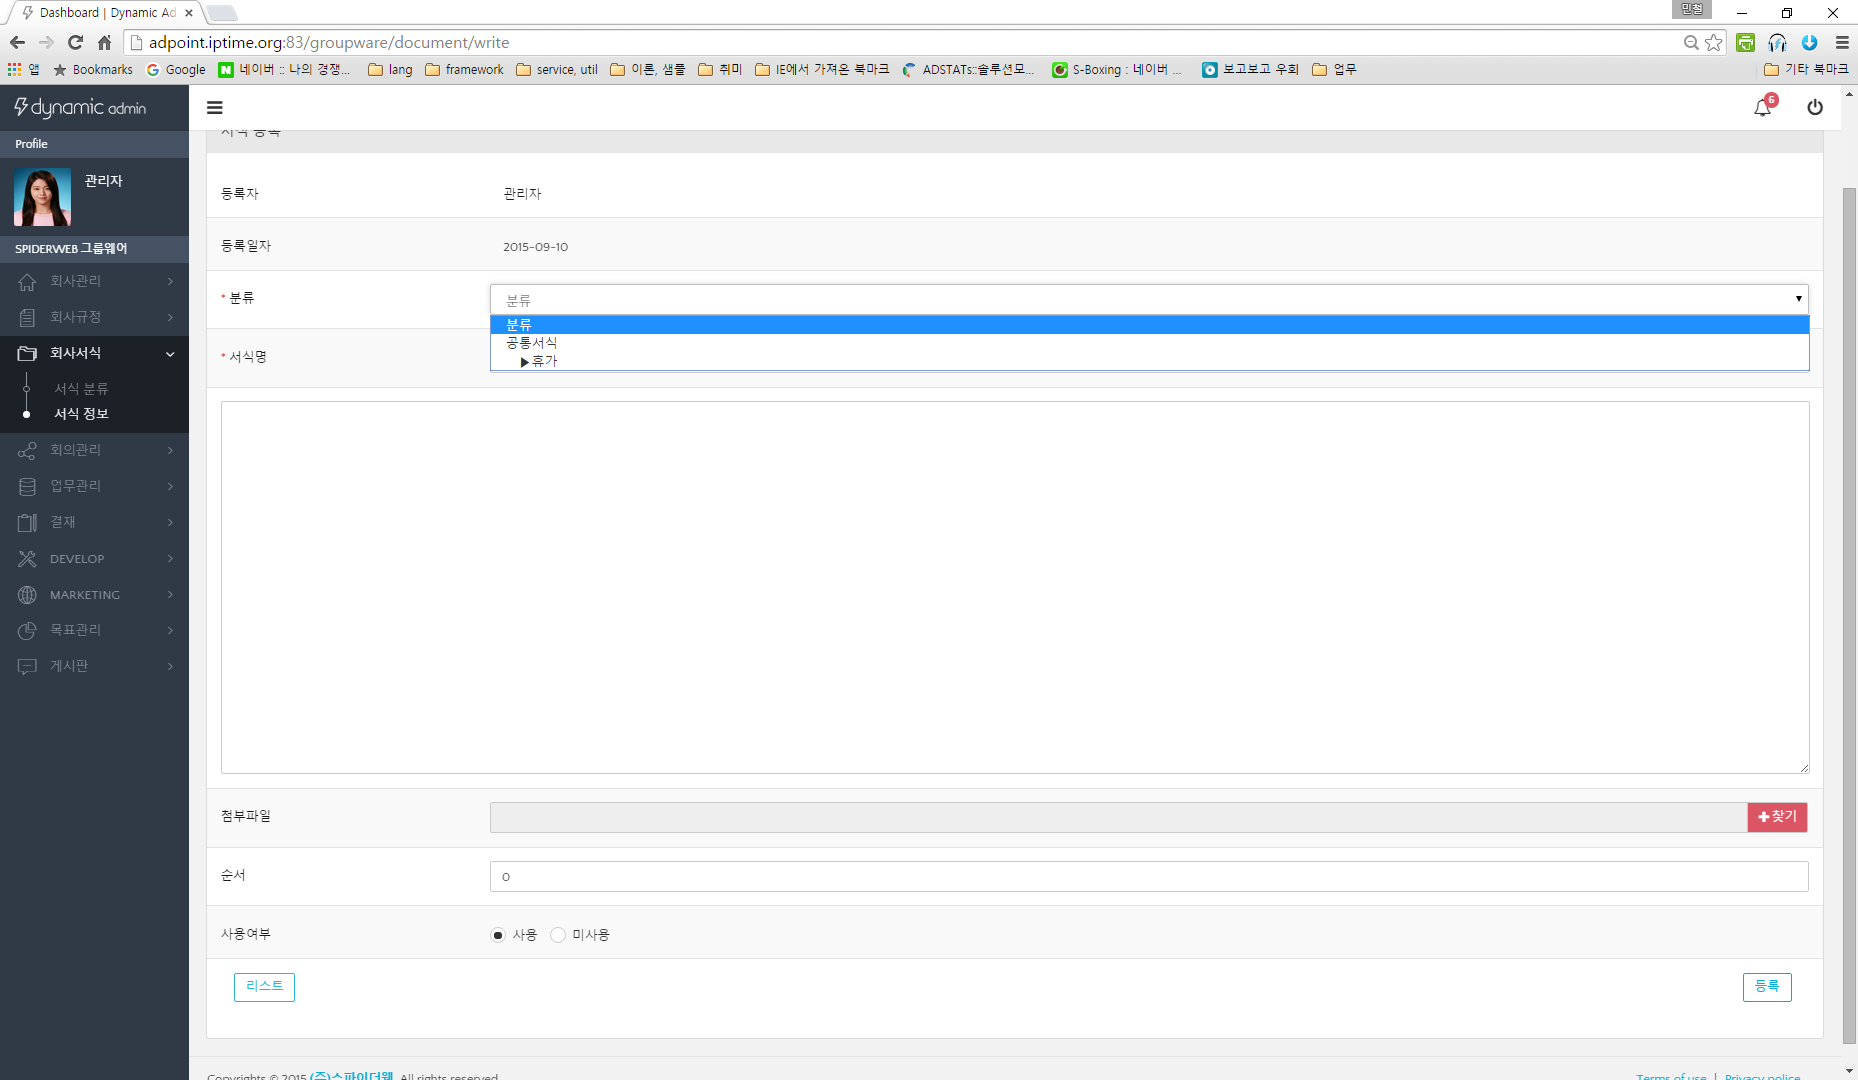 Dashboard | Dynamic Ad
민철
adpoint.iptime.org:83/groupware/document/write
앱 Bookmarks Google 네이버 :: 나의 경쟁... lang framework service, util 이론, 샘플 취미 IE에서 가져온 북마크 ADSTATs::솔루션모... S-Boxing : 네이버 ... 보고보고 우회 업무 기타 북마크
dynamic admin
6
Profile
관리자
SPIDERWEB 그룹웨어
회사관리
회사규정
회사서식
서식 분류
서식 정보
회의관리
업무관리
결재
DEVELOP
MARKETING
목표관리
게시판
서식 등록
등록자 관리자
등록일자 2015-09-10
* 분류 분류
분류
공통서식
▶휴가
* 서식명
첨부파일 찾기
순서 0
사용여부 사용 미사용
리스트 등록
Copyrights © 2015 (주)스파이더웹. All rights reserved. Terms of use | Privacy police